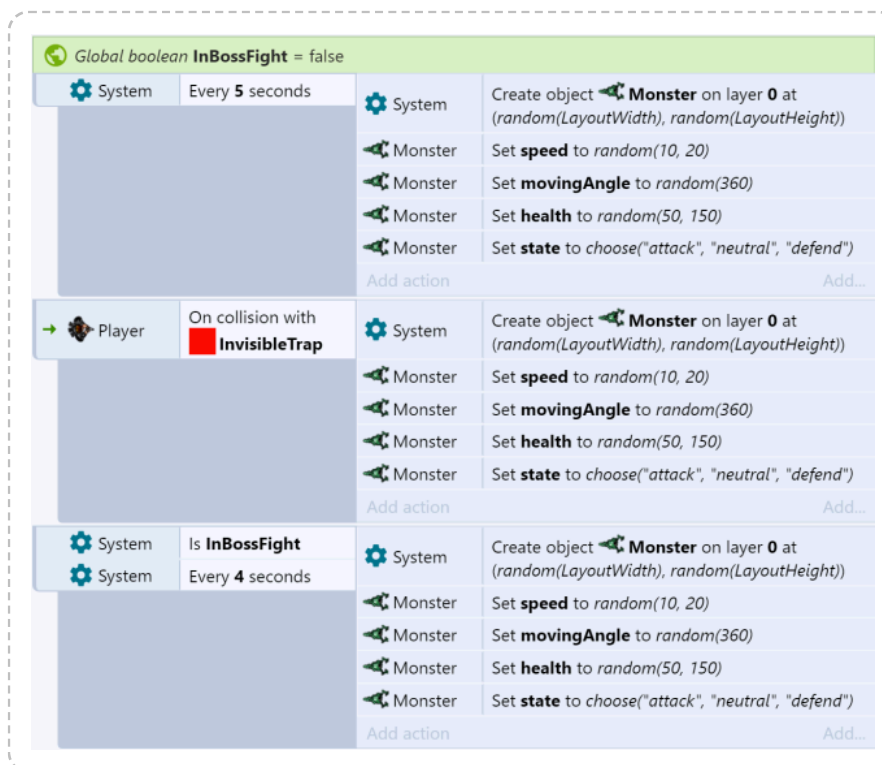 Global boolean InBossFight = false
System Every 5 seconds
System Create object Monster on layer 0 at
(random(LayoutWidth), random(LayoutHeight))
Monster Set speed to random(10, 20)
Monster Set movingAngle to random(360)
Monster Set health to random(50, 150)
Monster Set state to choose("attack", "neutral", "defend")
Add action Add...
Player On collision with
InvisibleTrap
System Create object Monster on layer 0 at
(random(LayoutWidth), random(LayoutHeight))
Monster Set speed to random(10, 20)
Monster Set movingAngle to random(360)
Monster Set health to random(50, 150)
Monster Set state to choose("attack", "neutral", "defend")
Add action Add...
System Is InBossFight
System Every 4 seconds
System Create object Monster on layer 0 at
(random(LayoutWidth), random(LayoutHeight))
Monster Set speed to random(10, 20)
Monster Set movingAngle to random(360)
Monster Set health to random(50, 150)
Monster Set state to choose("attack", "neutral", "defend")
Add action Add...